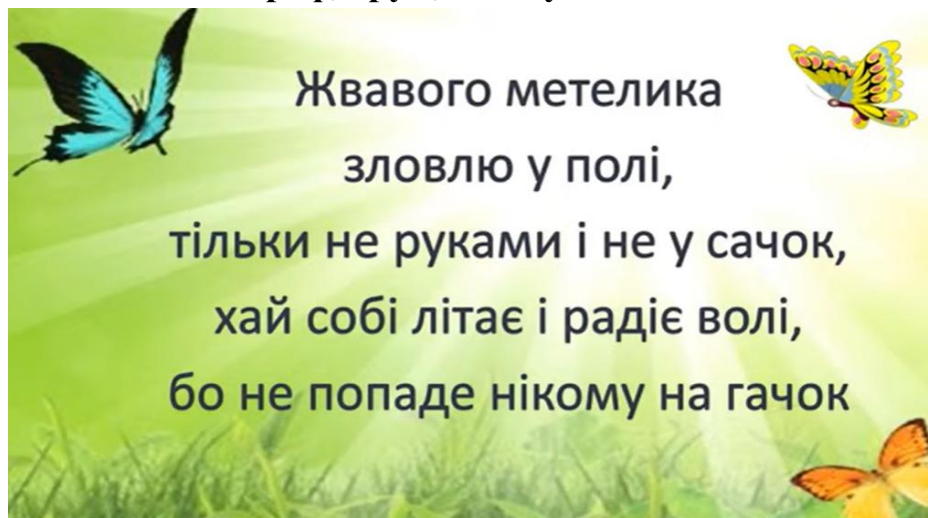 Жвавого метелика
зловлю у полі,
тільки не руками і не у сачок,
хай собі літає і радіє волі,
бо не попаде нікому на гачок